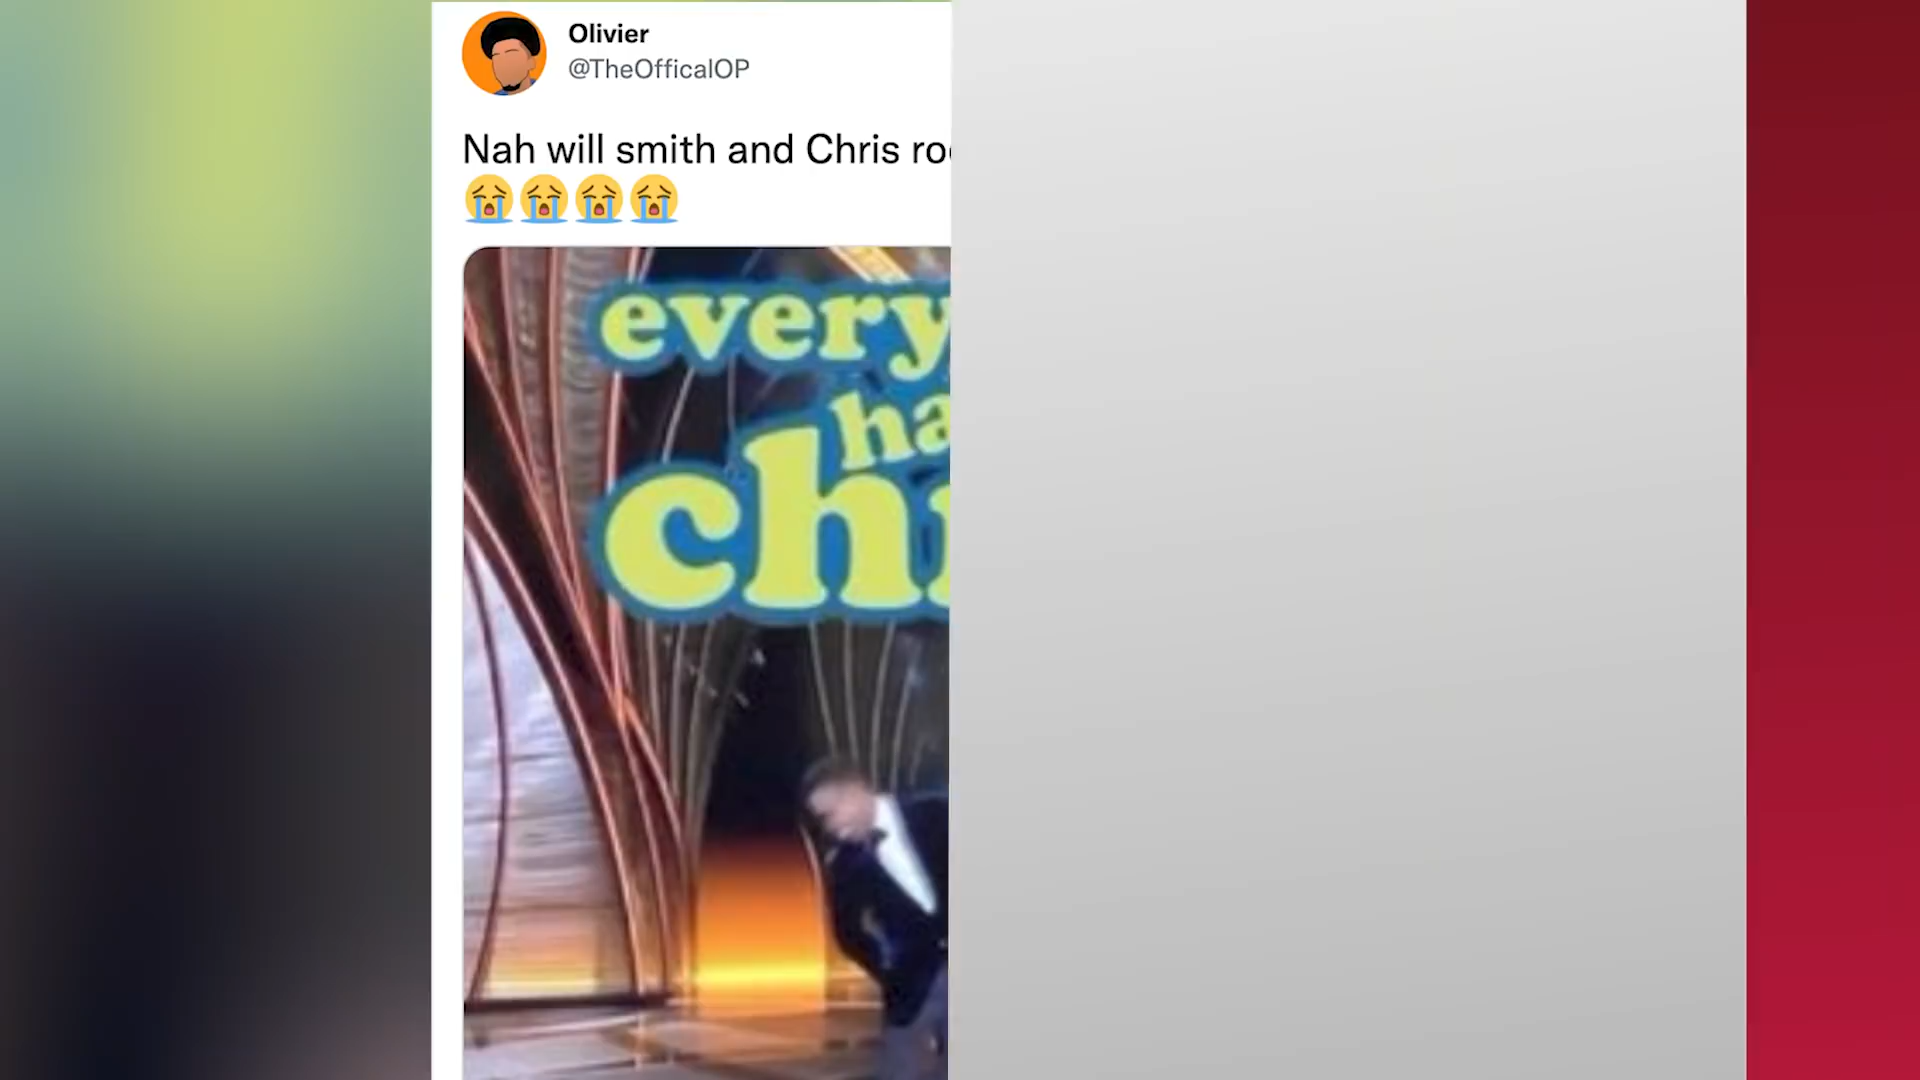 Olivier
@TheOfficalOP
Nah will smith and Chris ro
😭😭😭😭
every
ha
ch